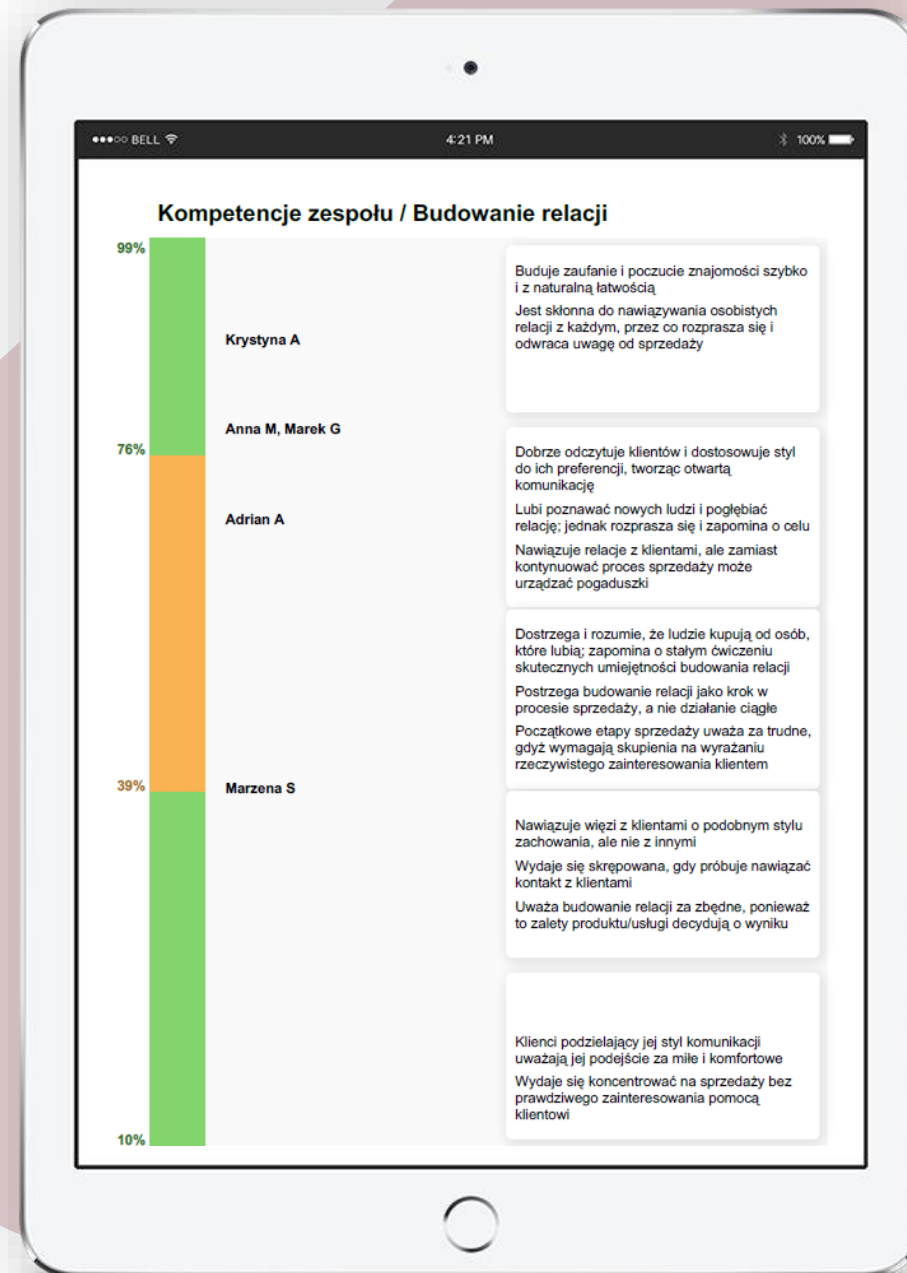 BELL
4:21 PM
100%
Kompetencje zespołu / Budowanie relacji
99%
Buduje zaufanie i poczucie znajomości szybko
i z naturalną łatwością
Jest skłonna do nawiązywania osobistych
relacji z każdym, przez co rozprasza się i
odwraca uwagę od sprzedaży
Krystyna A
Anna M, Marek G
76%
Dobrze odczytuje klientów i dostosowuje styl
do ich preferencji, tworząc otwartą
komunikację
Lubi poznawać nowych ludzi i pogłębiać
relację; jednak rozprasza się i zapomina o celu
Nawiązuje relacje z klientami, ale zamiast
kontynuować proces sprzedaży może
urządzać pogaduszki
Adrian A
Dostrzega i rozumie, że ludzie kupują od osób,
które lubią; zapomina o stałym ćwiczeniu
skutecznych umiejętności budowania relacji
Postrzega budowanie relacji jako krok w
procesie sprzedaży, a nie działanie ciągłe
Początkowe etapy sprzedaży uważa za trudne,
gdyż wymagają skupienia na wyrażaniu
rzeczywistego zainteresowania klientem
39%
Marzena S
Nawiązuje więzi z klientami o podobnym stylu
zachowania, ale nie z innymi
Wydaje się skrępowana, gdy próbuje nawiązać
kontakt z klientami
Uważa budowanie relacji za zbędne, ponieważ
to zalety produktu/usługi decydują o wyniku
Klienci podzielający jej styl komunikacji
uważają jej podejście za miłe i komfortowe
Wydaje się koncentrować na sprzedaży bez
prawdziwego zainteresowania pomocą
klientowi
10%